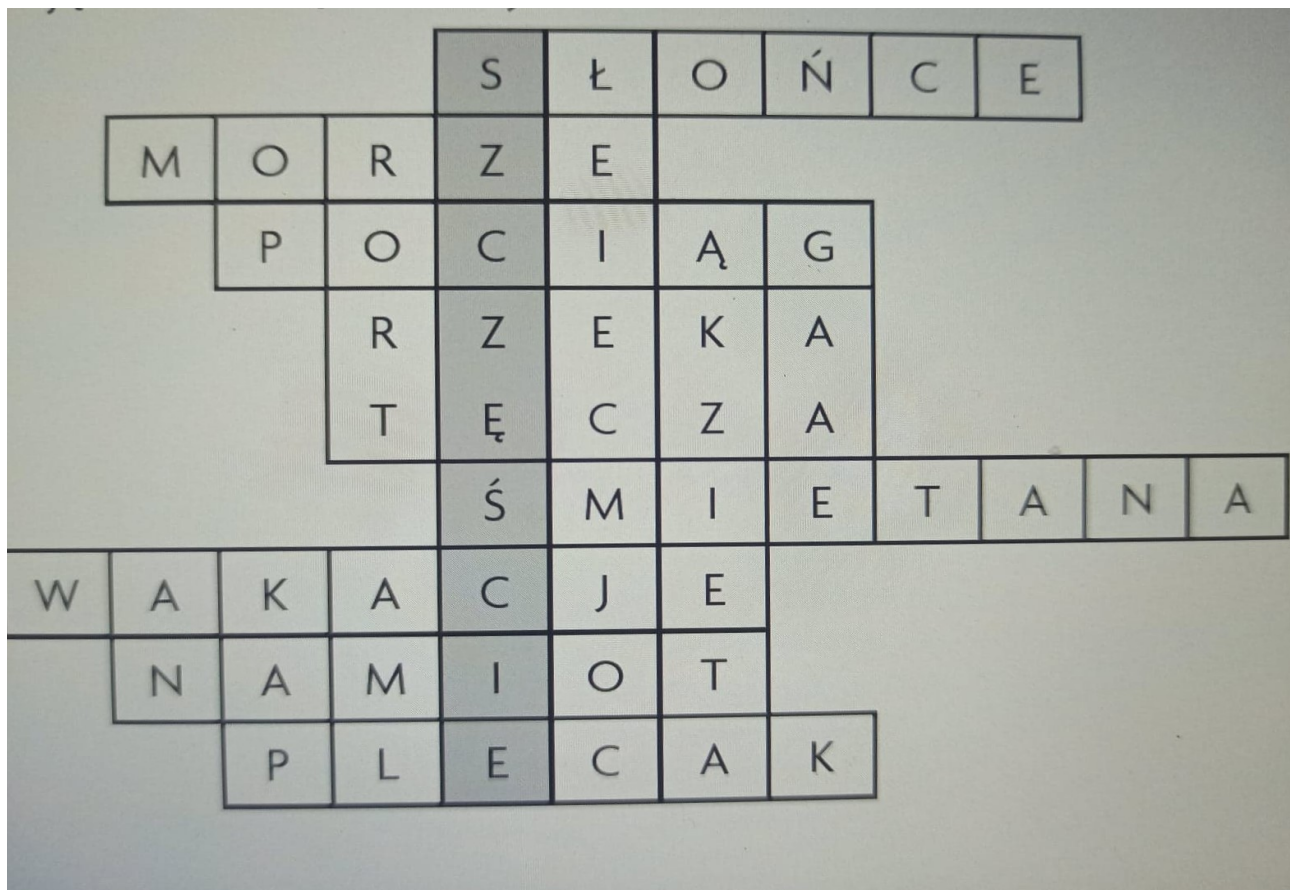 SŁOŃCE
MORZE
POCIĄG
RZEKA
TĘCZA
ŚMIETANA
WAKACJE
NAMIOT
PLECAK